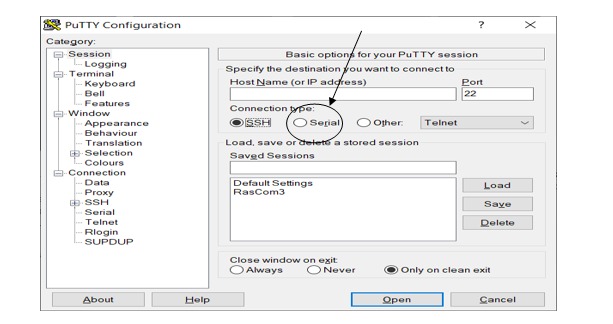 PuTTY Configuration ? ×
Category:
Session
Logging
Terminal
Keyboard
Bell
Features
Window
Appearance
Behaviour
Translation
Selection
Colours
Connection
Data
Proxy
SSH
Serial
Telnet
Rlogin
SUPDUP
Basic options for your PuTTY session
Specify the destination you want to connect to
Host Name (or IP address) Port
22
Connection type:
SSH Serial Other: Telnet
Load, save or delete a stored session
Saved Sessions
Default Settings
RasCom3
Load
Save
Delete
Close window on exit:
Always Never Only on clean exit
About Help Open Cancel